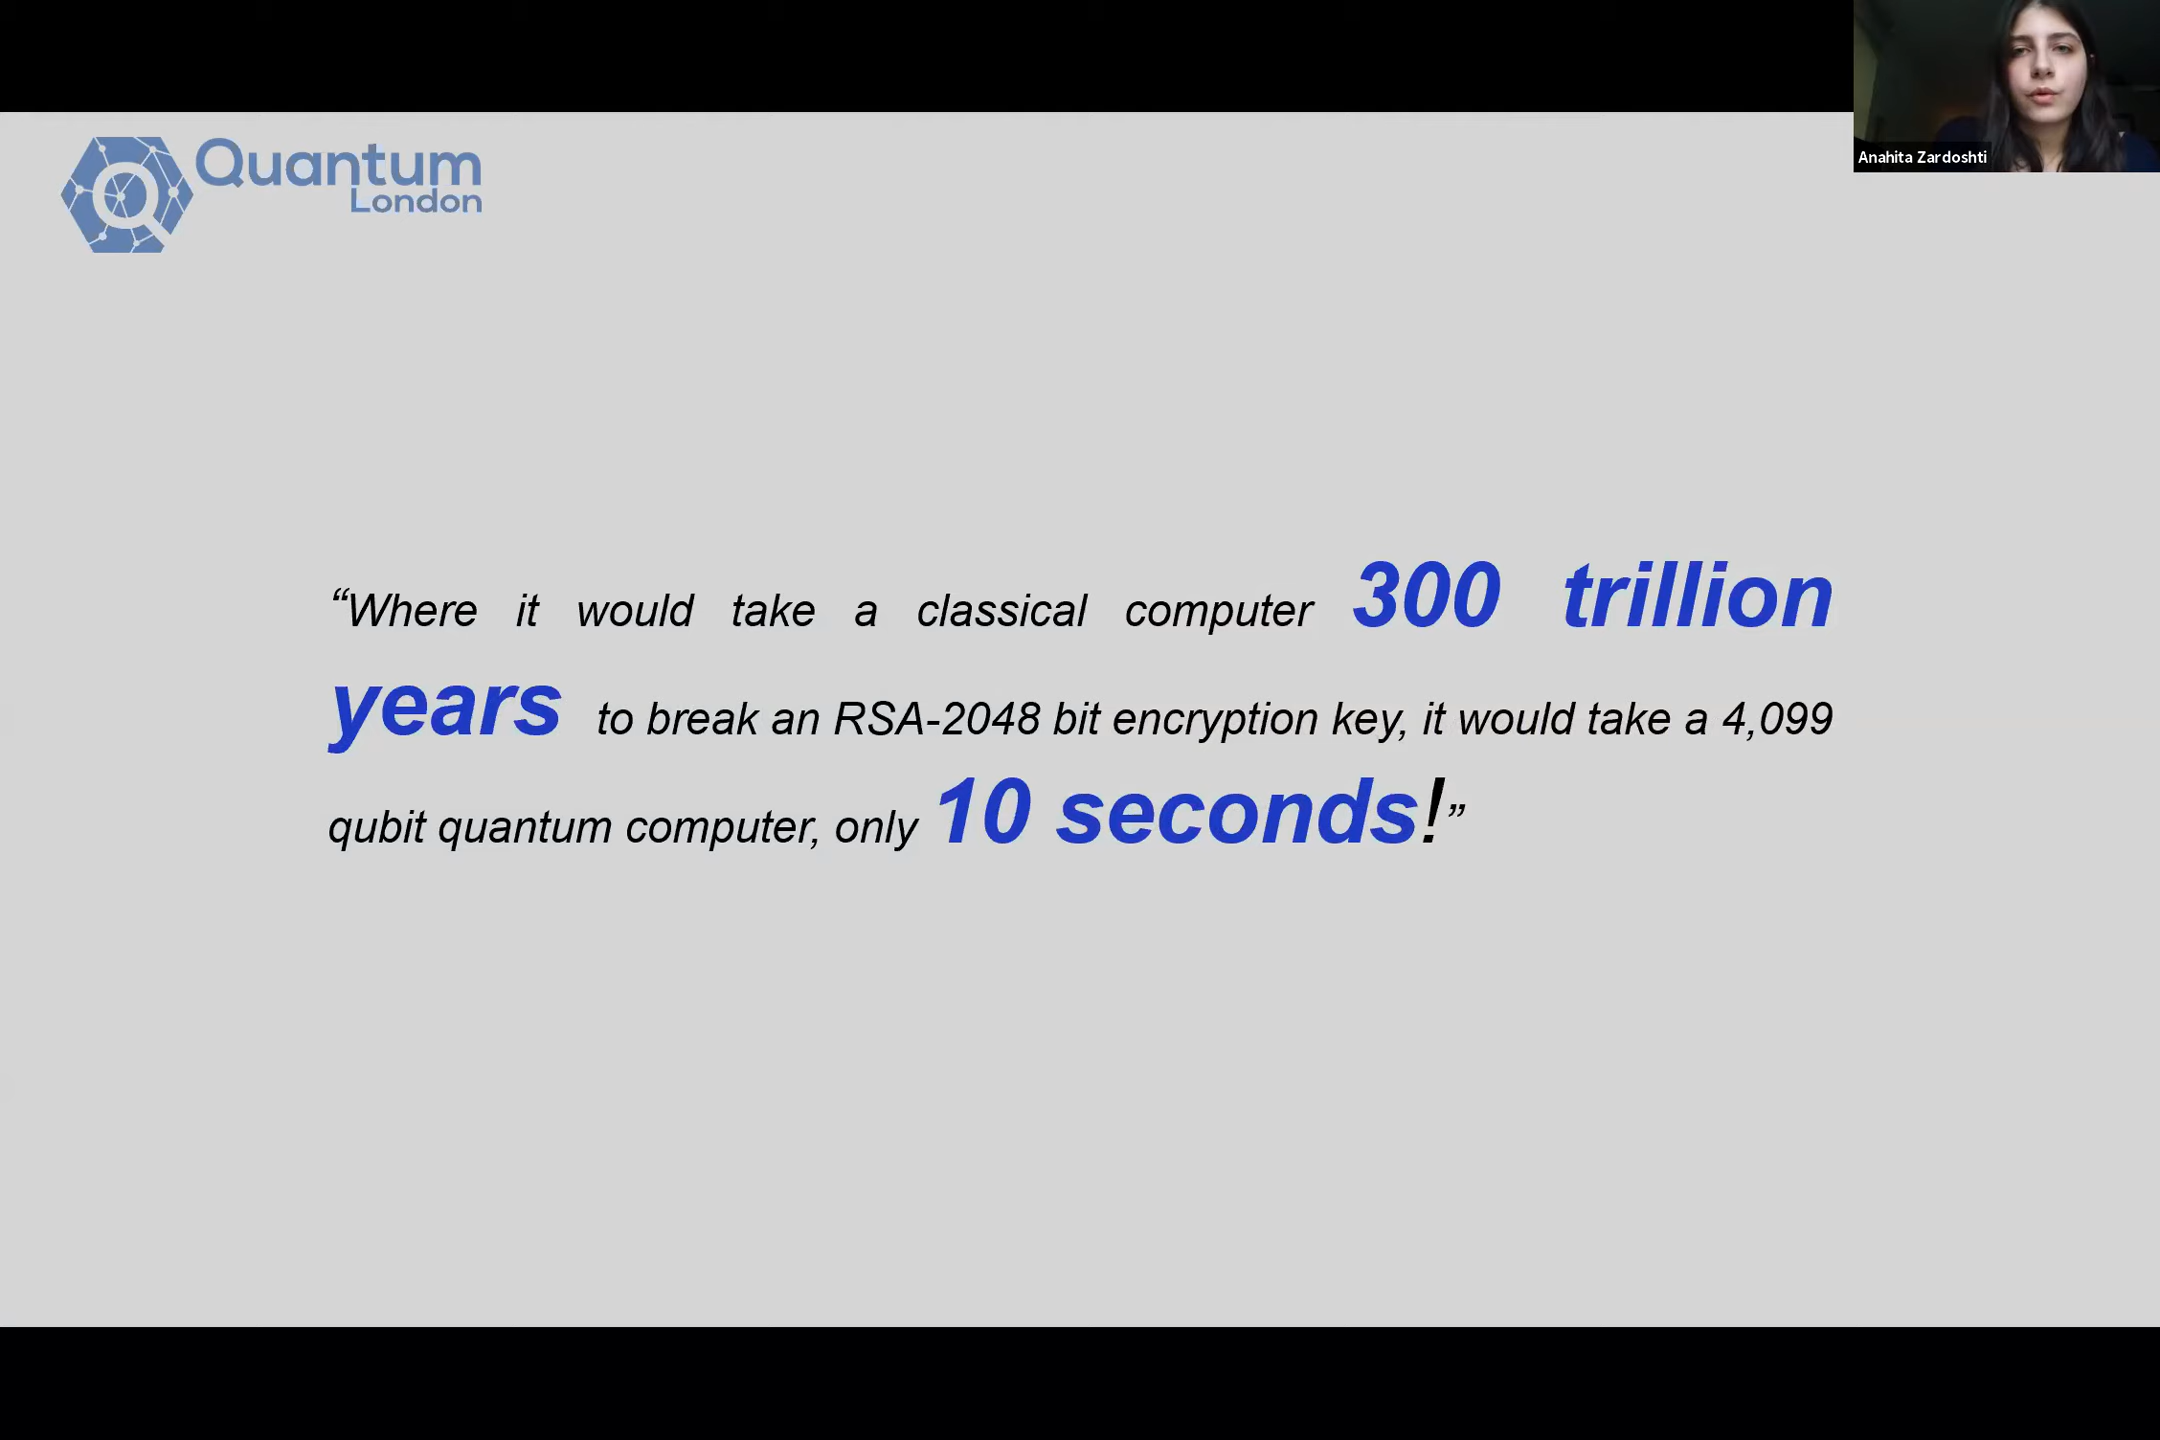 Anahita Zardoshti
Quantum
London
“Where it would take a classical computer 300 trillion
years to break an RSA-2048 bit encryption key, it would take a 4,099
qubit quantum computer, only 10 seconds!”